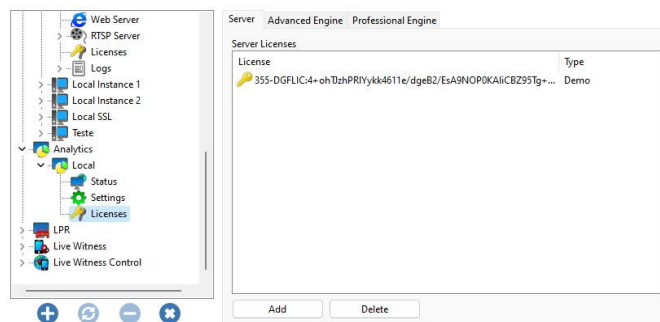 Web Server
RTSP Server
Licenses
Logs
Local Instance 1
Local Instance 2
Local SSL
Teste
Analytics
Local
Status
Settings
Licenses
LPR
Live Witness
Live Witness Control
Server Advanced Engine Professional Engine
Server Licenses
License Type
355-DGFLIC:4+ohTJzhPRIYykk4611e/dgeB2/EsA9NOP0KAliCBZ95Tg+... Demo
Add Delete